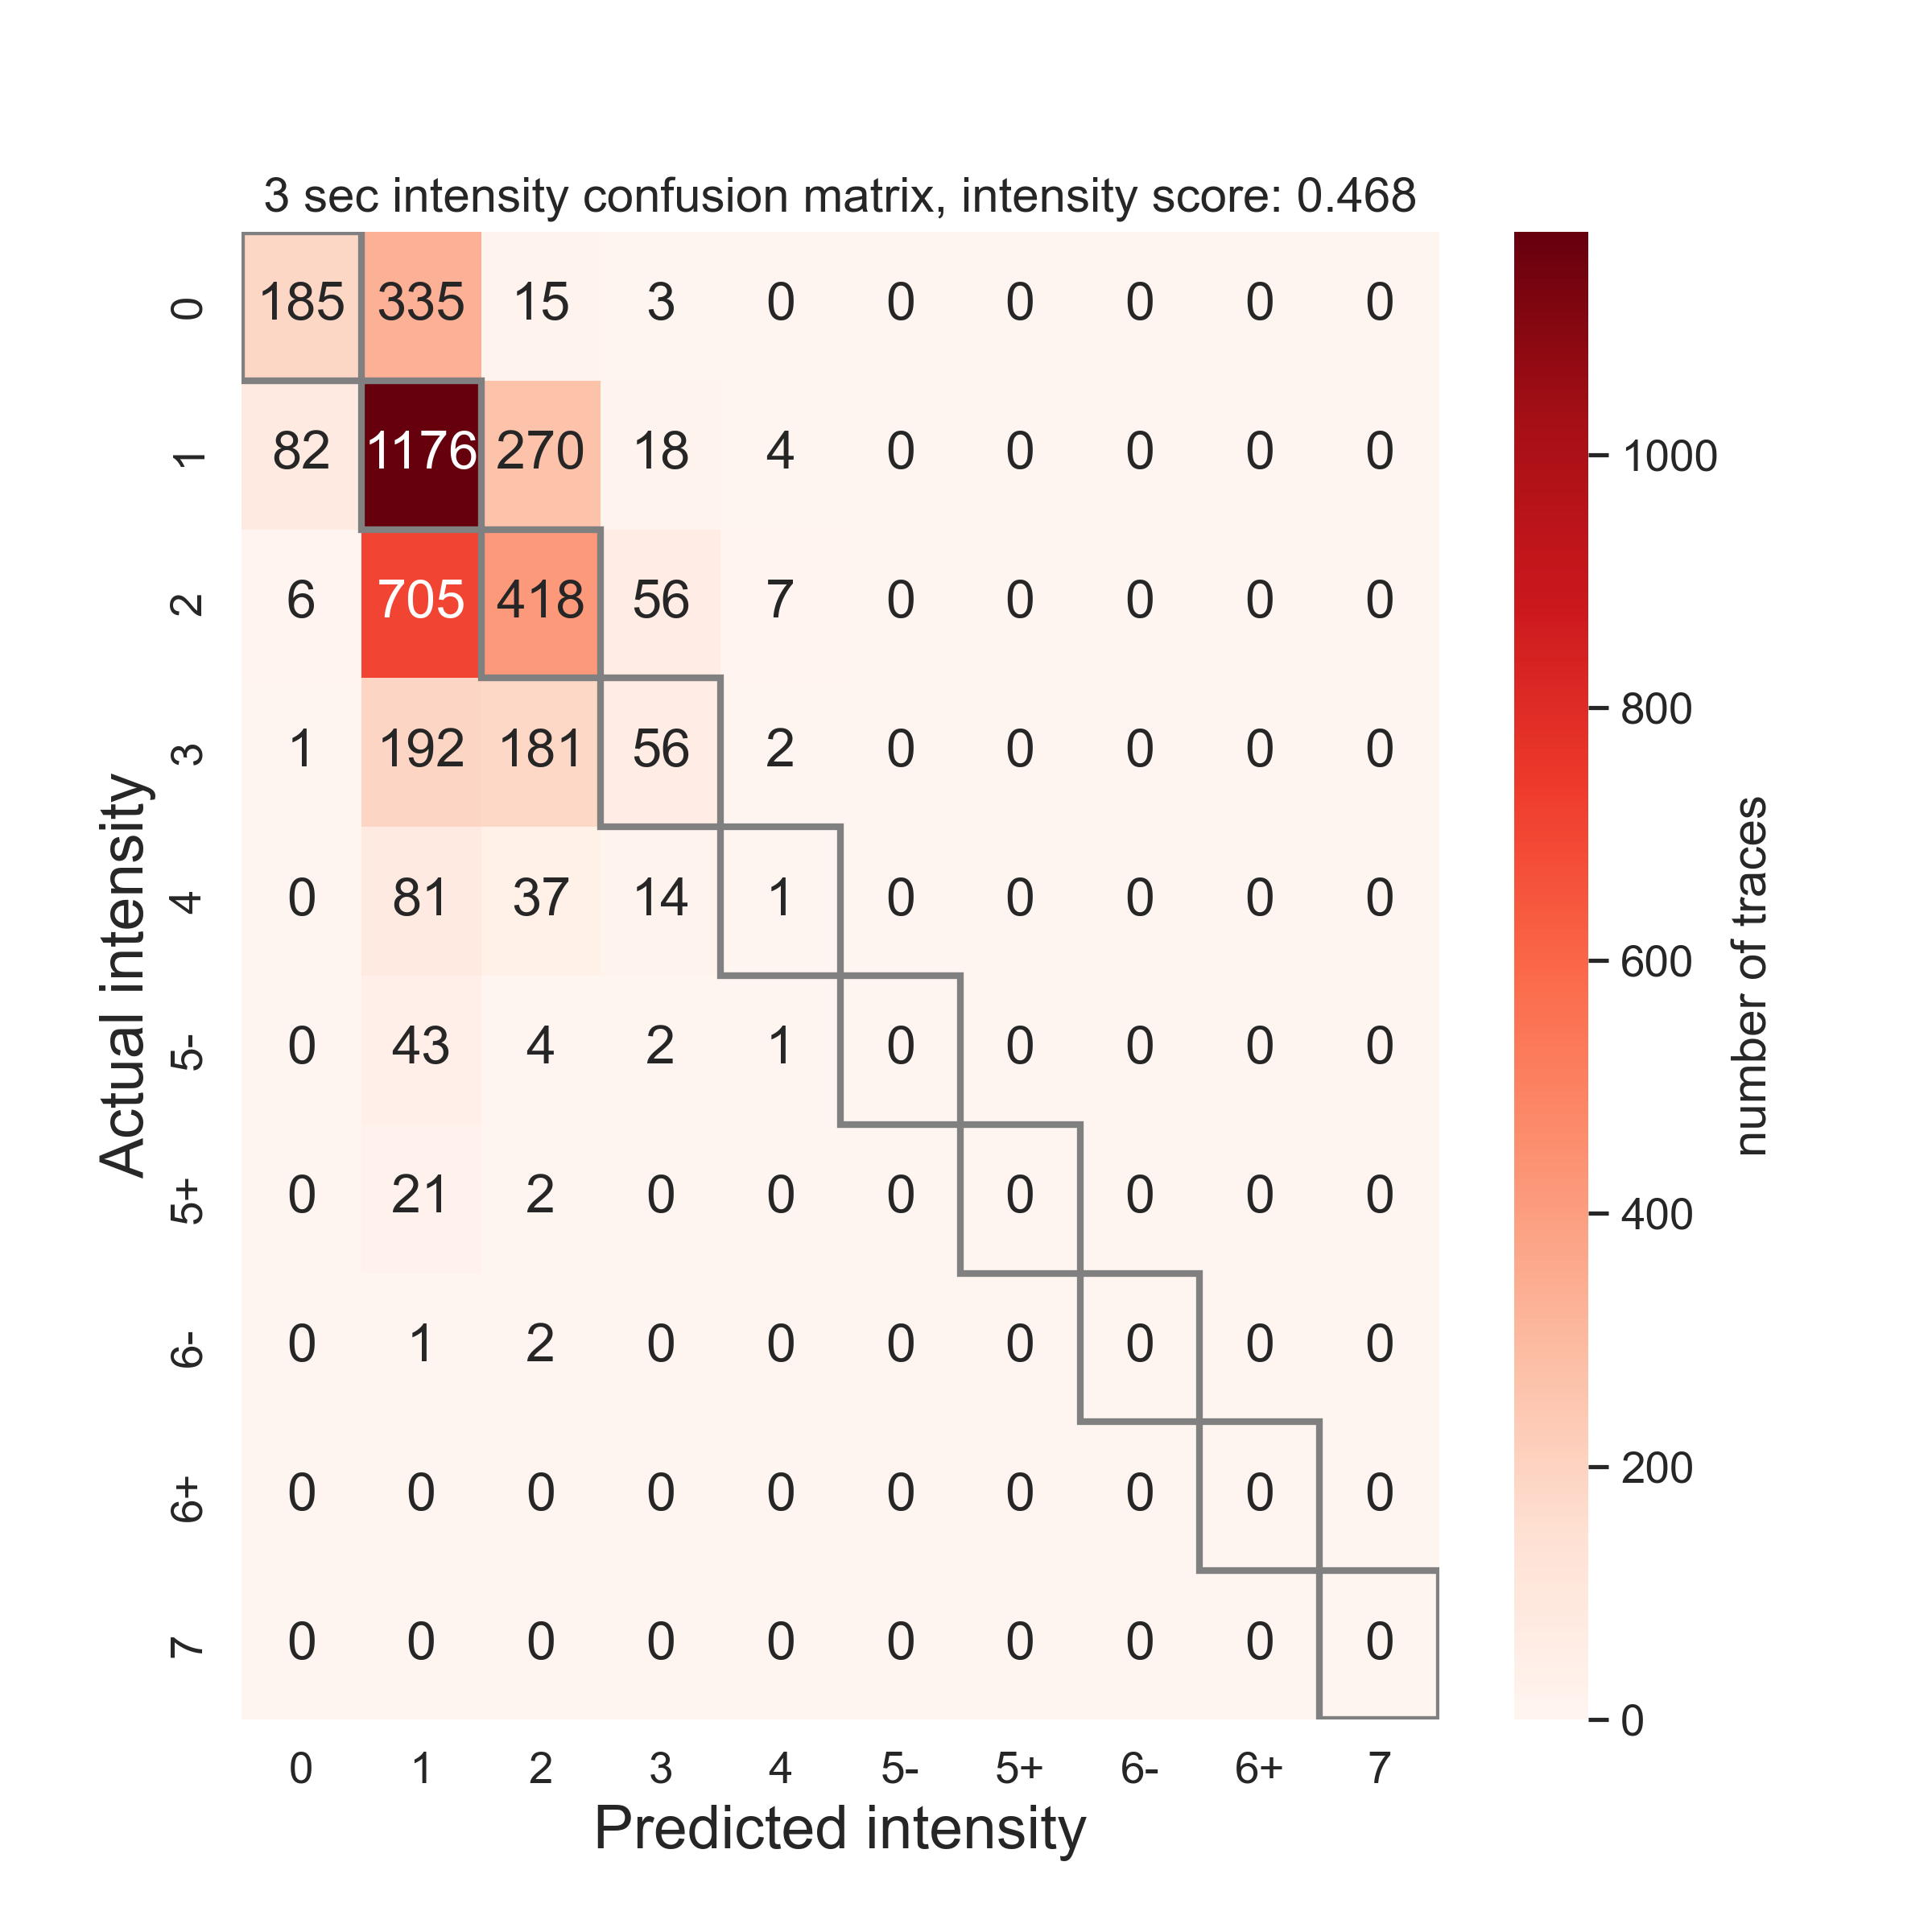 3 sec intensity confusion matrix, intensity score: 0.468
0 185 335 15 3 0 0 0 0 0 0
1 82 1176 270 18 4 0 0 0 0 0
2 6 705 418 56 7 0 0 0 0 0
3 1 192 181 56 2 0 0 0 0 0
4 0 81 37 14 1 0 0 0 0 0
5- 0 43 4 2 1 0 0 0 0 0
5+ 0 21 2 0 0 0 0 0 0 0
6- 0 1 2 0 0 0 0 0 0 0
6+ 0 0 0 0 0 0 0 0 0 0
7 0 0 0 0 0 0 0 0 0 0
0 1 2 3 4 5- 5+ 6- 6+ 7
Predicted intensity
Actual intensity
1000
800
600
400
200
0
number of traces